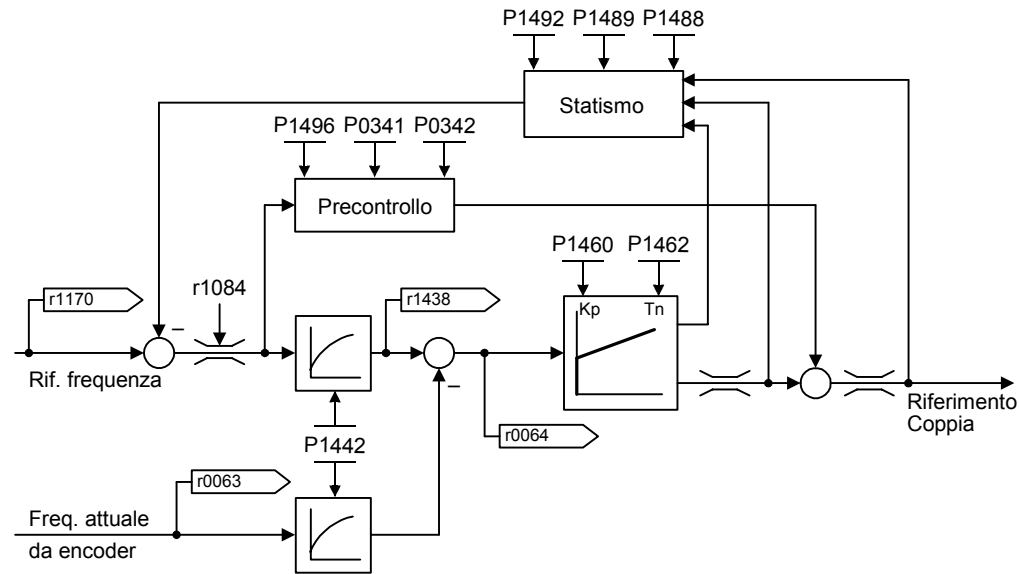 P1492 P1489 P1488
Statismo
P1496 P0341 P0342
Precontrollo
P1460 P1462
r1170
r1084
r1438
Kp Tn
Rif. frequenza
Riferimento
Coppia
r0064
P1442
r0063
Freq. attuale
da encoder